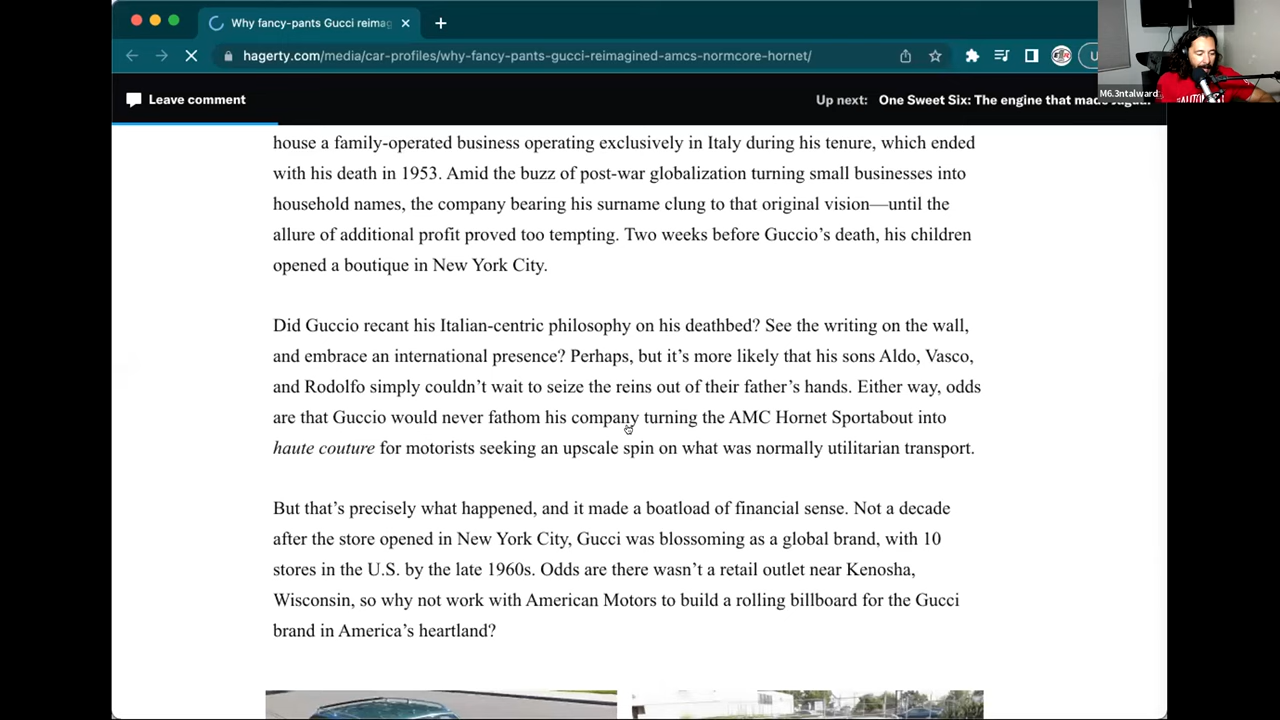 Why fancy-pants Gucci reimag
hagerty.com/media/car-profiles/why-fancy-pants-gucci-reimagined-amcs-normcore-hornet/
M6.3ntalward
Leave comment
Up next: One Sweet Six: The engine that made
house a family-operated business operating exclusively in Italy during his tenure, which ended
with his death in 1953. Amid the buzz of post-war globalization turning small businesses into
household names, the company bearing his surname clung to that original vision—until the
allure of additional profit proved too tempting. Two weeks before Guccio’s death, his children
opened a boutique in New York City.
Did Guccio recant his Italian-centric philosophy on his deathbed? See the writing on the wall,
and embrace an international presence? Perhaps, but it’s more likely that his sons Aldo, Vasco,
and Rodolfo simply couldn’t wait to seize the reins out of their father’s hands. Either way, odds
are that Guccio would never fathom his company turning the AMC Hornet Sportabout into
haute couture for motorists seeking an upscale spin on what was normally utilitarian transport.
But that’s precisely what happened, and it made a boatload of financial sense. Not a decade
after the store opened in New York City, Gucci was blossoming as a global brand, with 10
stores in the U.S. by the late 1960s. Odds are there wasn’t a retail outlet near Kenosha,
Wisconsin, so why not work with American Motors to build a rolling billboard for the Gucci
brand in America’s heartland?